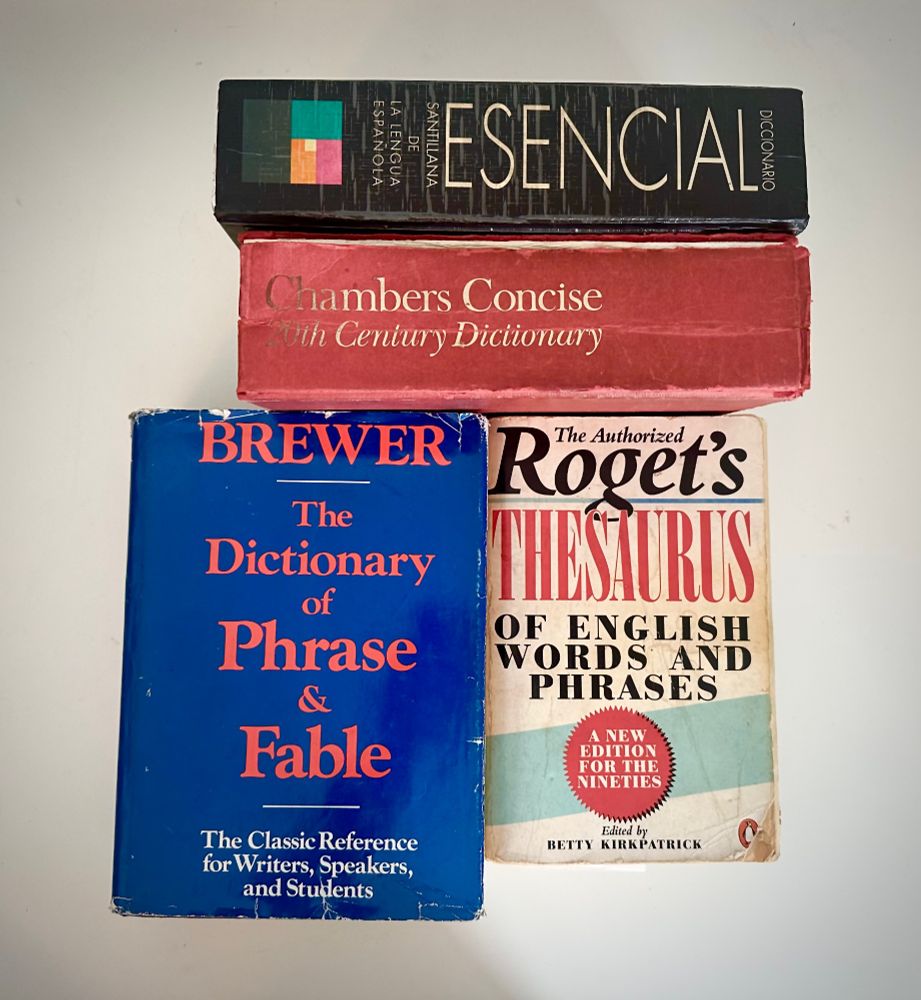 DICCIONARIO
ESENCIAL
SANTILLANA
DE
LA LENGUA
ESPAÑOLA
Chambers Concise
20th Century Dictionary
BREWER
The
Dictionary
of
Phrase
&
Fable
The Classic Reference
for Writers, Speakers,
and Students
The Authorized
Roget's
THESAURUS
OF ENGLISH
WORDS AND
PHRASES
A NEW
EDITION
FOR THE
NINETIES
Edited by
BETTY KIRKPATRICK